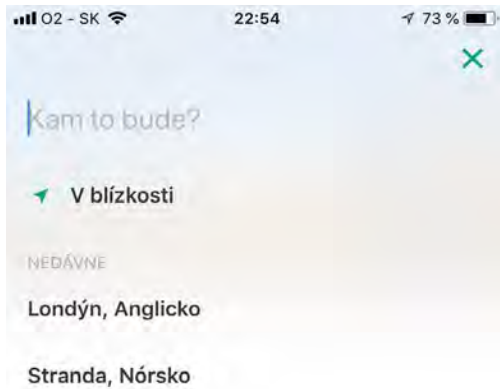 O2 - SK 22:54 73 %
Kam to bude?
V blízkosti
NEDÁVNE
Londýn, Anglicko
Stranda, Nórsko